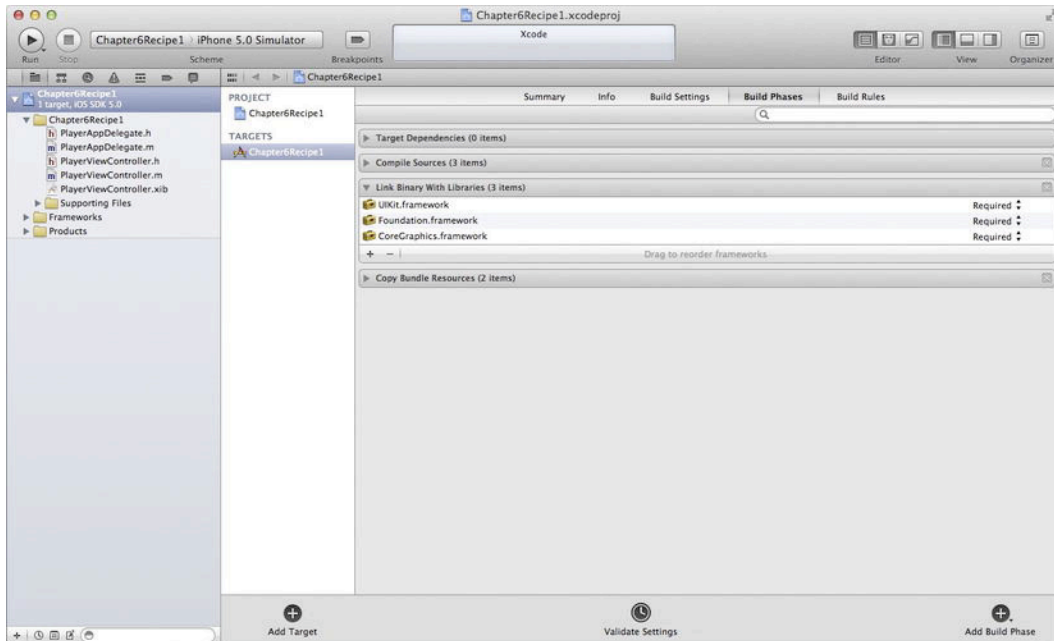 Chapter6Recipe1.xcodeproj
Chapter6Recipe1 iPhone 5.0 Simulator
Xcode
Run Stop Scheme Breakpoints Editor View Organizer
Chapter6Recipe1
Chapter6Recipe1
1 target, iOS SDK 5.0
Chapter6Recipe1
PlayerAppDelegate.h
PlayerAppDelegate.m
PlayerViewController.h
PlayerViewController.m
PlayerViewController.xib
Supporting Files
Frameworks
Products
PROJECT
Chapter6Recipe1
TARGETS
Chapter6Recipe1
Summary Info Build Settings Build Phases Build Rules
Target Dependencies (0 items)
Compile Sources (3 items)
Link Binary With Libraries (3 items)
UIKit.framework Required
Foundation.framework Required
CoreGraphics.framework Required
Drag to reorder frameworks
Copy Bundle Resources (2 items)
Add Target Validate Settings Add Build Phase